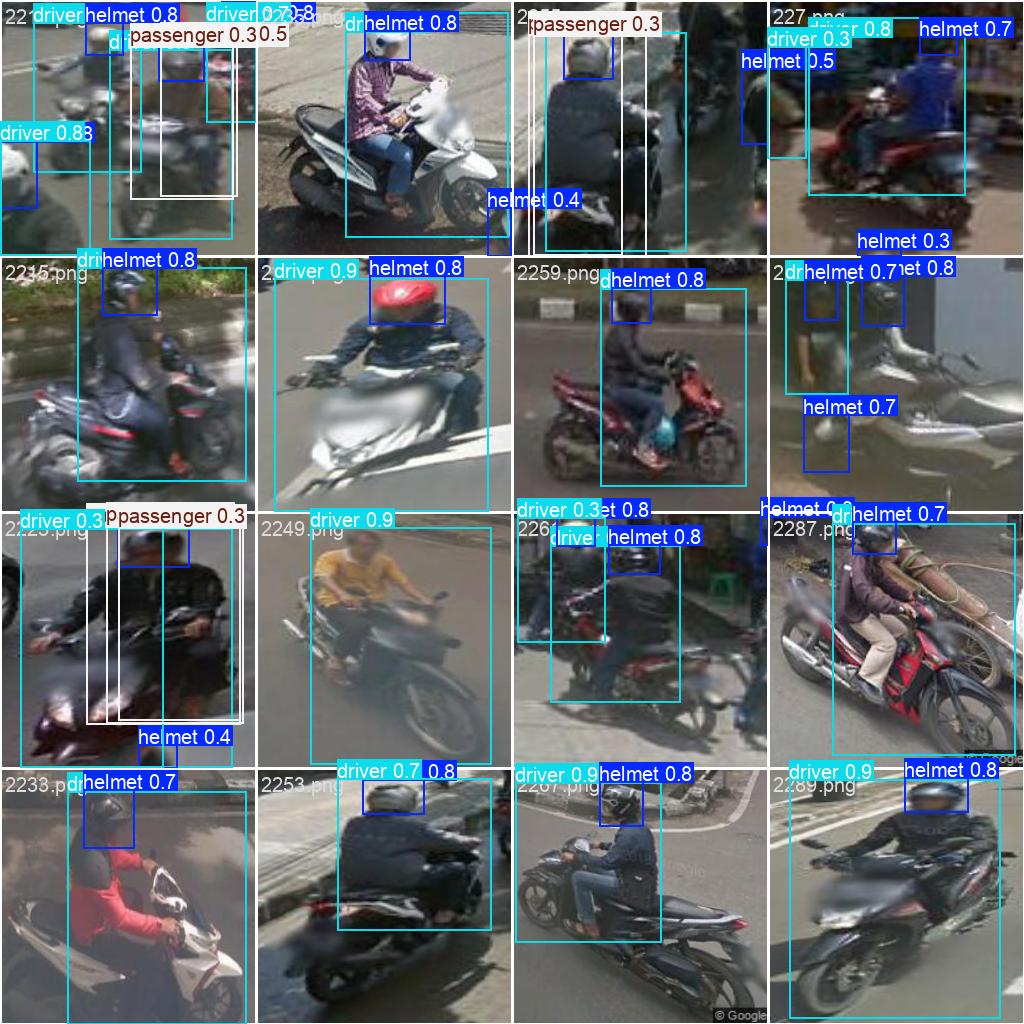 driver helmet 0.8 driver 0.7 0.8
passenger 0.3 0.5
driver 0.8
helmet 0.8
helmet 0.4
passenger 0.3
227.png
driver 0.8
driver 0.3
helmet 0.7
helmet 0.5
helmet 0.3
2215.png
helmet 0.8
driver 0.9
helmet 0.8
2259.png
helmet 0.8
helmet 0.7
helmet 0.7
driver 0.3
passenger 0.3
helmet 0.4
2249.png
driver 0.9
driver 0.3
driver
helmet 0.8
2287.png
helmet 0.7
2233.png
helmet 0.7
2253.png
driver 0.7 0.8
2267.png
driver 0.9
helmet 0.8
© Google
2289.png
driver 0.9
helmet 0.8